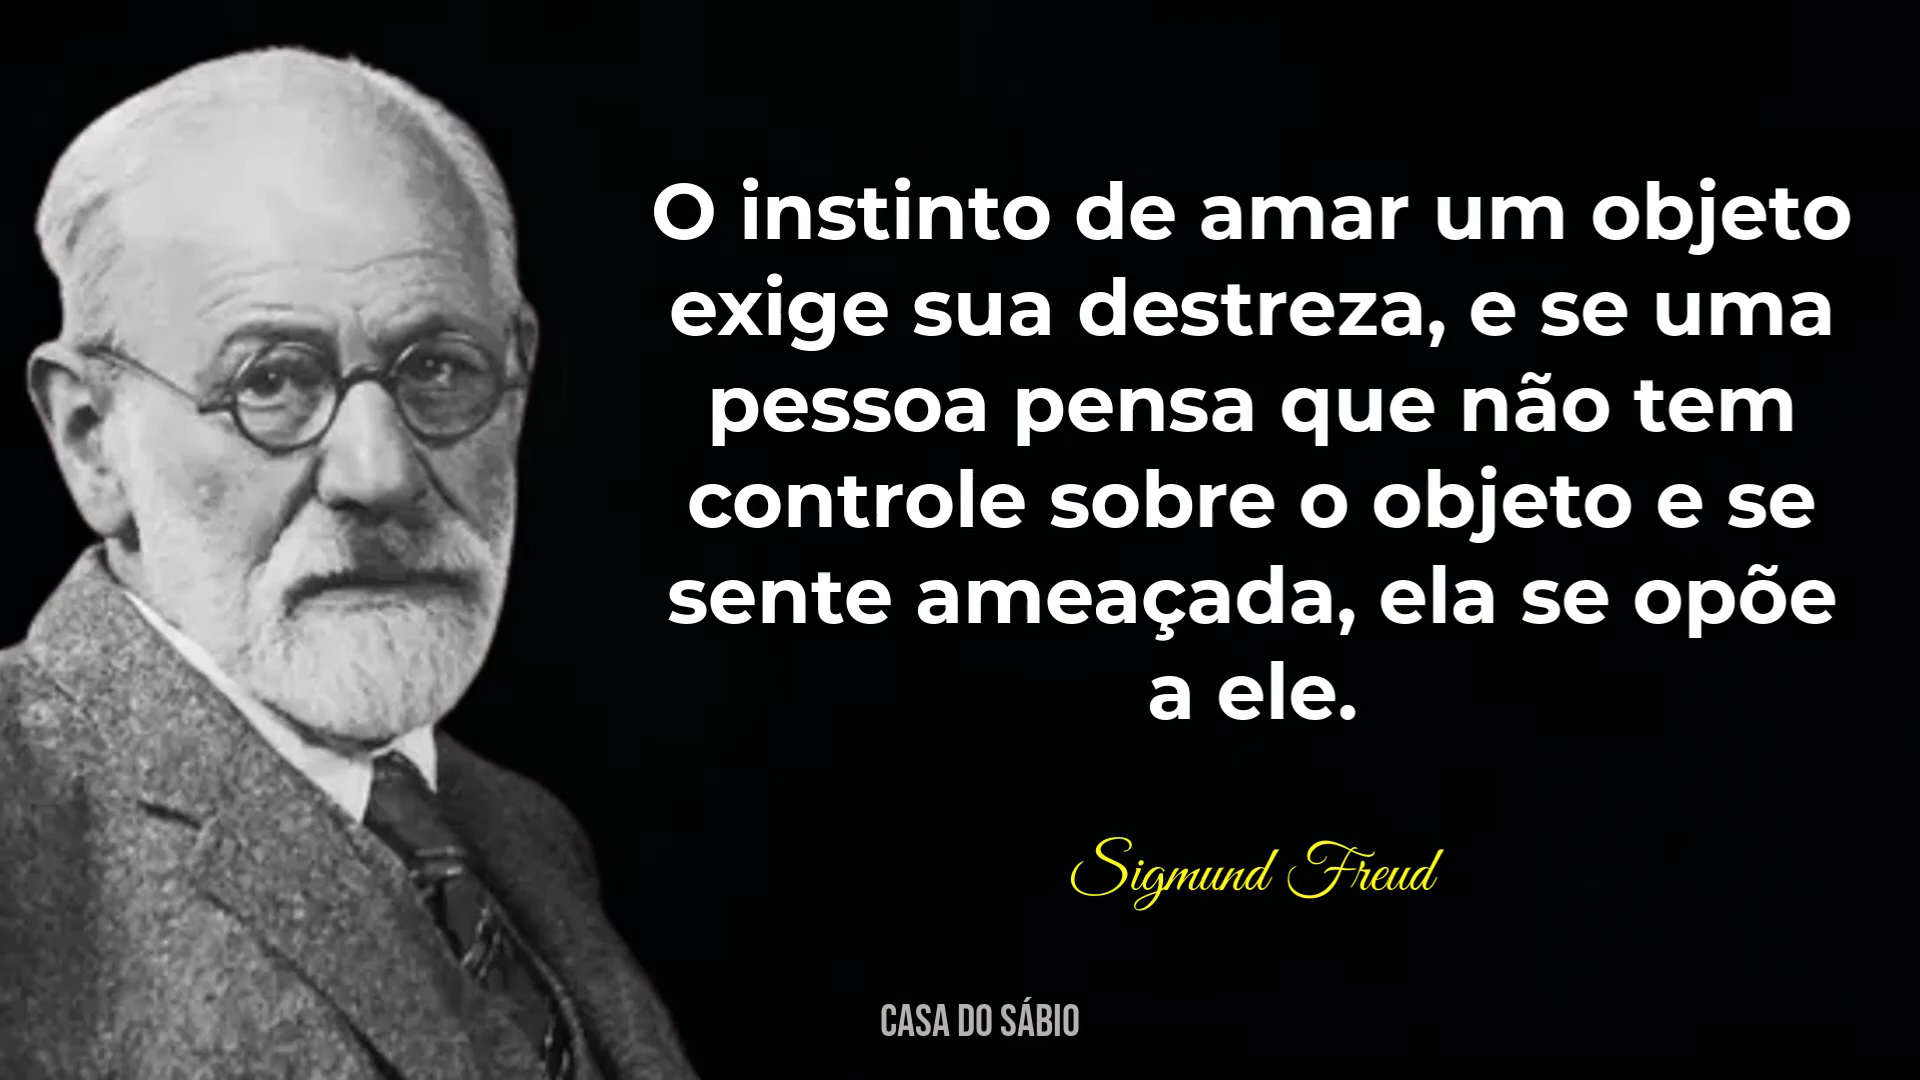 O instinto de amar um objeto
exige sua destreza, e se uma
pessoa pensa que não tem
controle sobre o objeto e se
sente ameaçada, ela se opõe
a ele.
Sigmund Freud
CASA DO SÁBIO